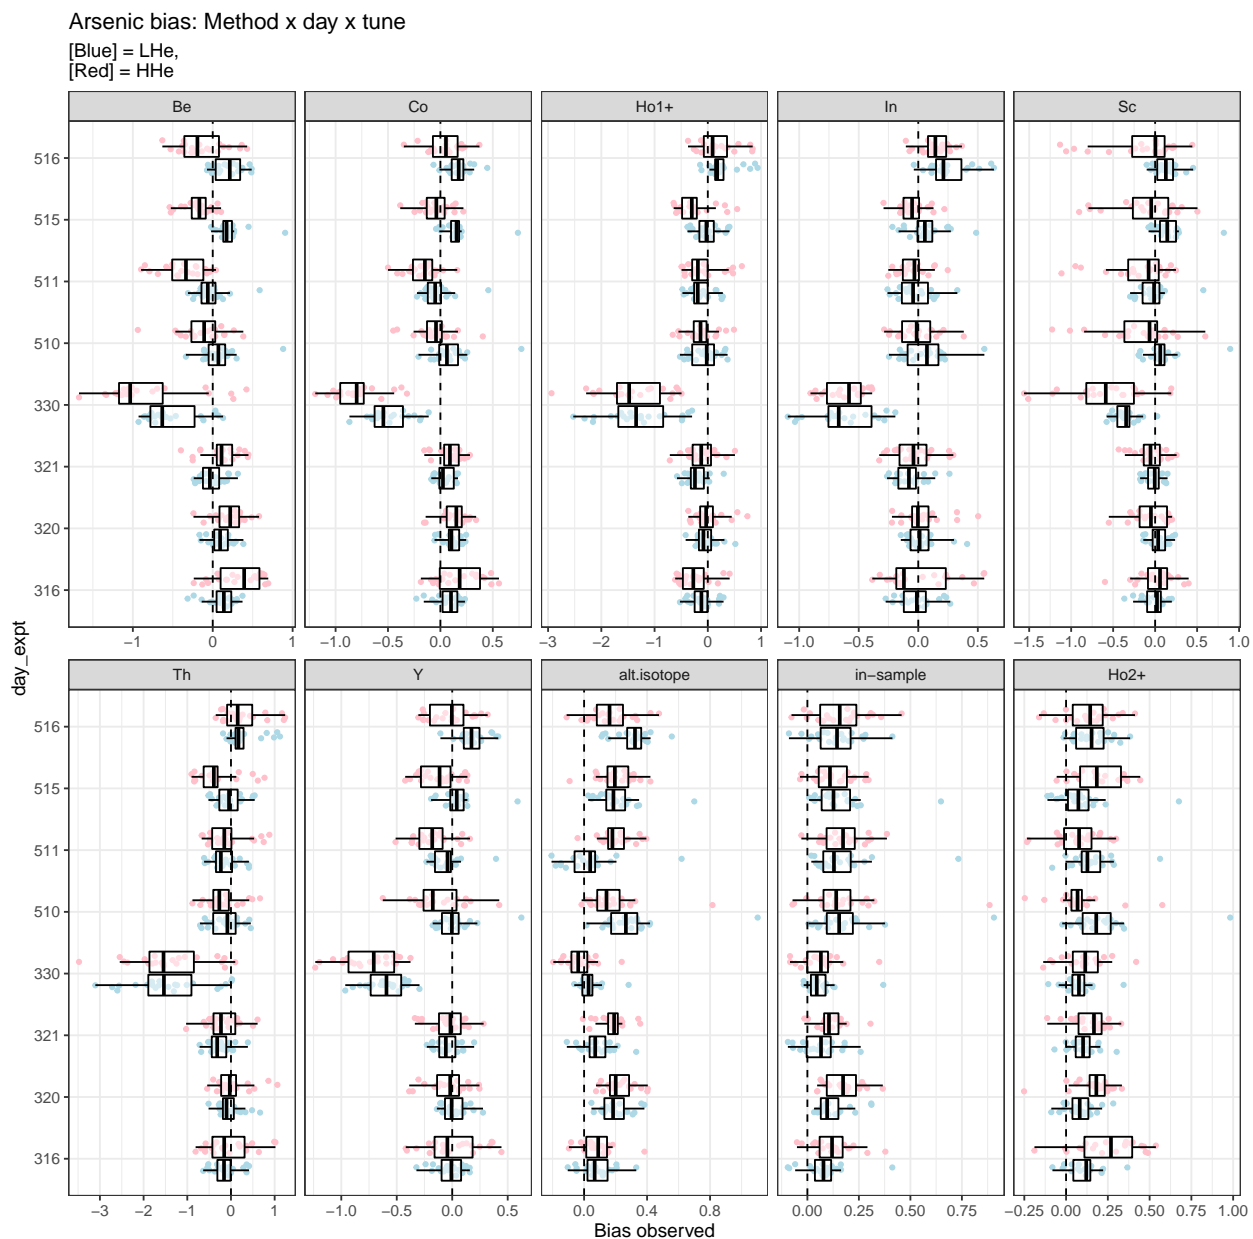 Arsenic bias: Method x day x tune
[Blue] = LHe,
[Red] = HHe
Be Co Ho1+ In Sc
516
515
511
510
330
321
320
316
−1 0 1 −1.0 −0.5 0.0 0.5 −3 −2 −1 0 1 −1.0 −0.5 0.0 0.5 −1.5 −1.0 −0.5 0.0 0.5 1.0
day_expt
Th Y alt.isotope in−sample Ho2+
516
515
511
510
330
321
320
316
−3 −2 −1 0 1 −1.0 −0.5 0.0 0.5 0.0 0.4 0.8 0.00 0.25 0.50 0.75 −0.25 0.00 0.25 0.50 0.75 1.00
Bias observed